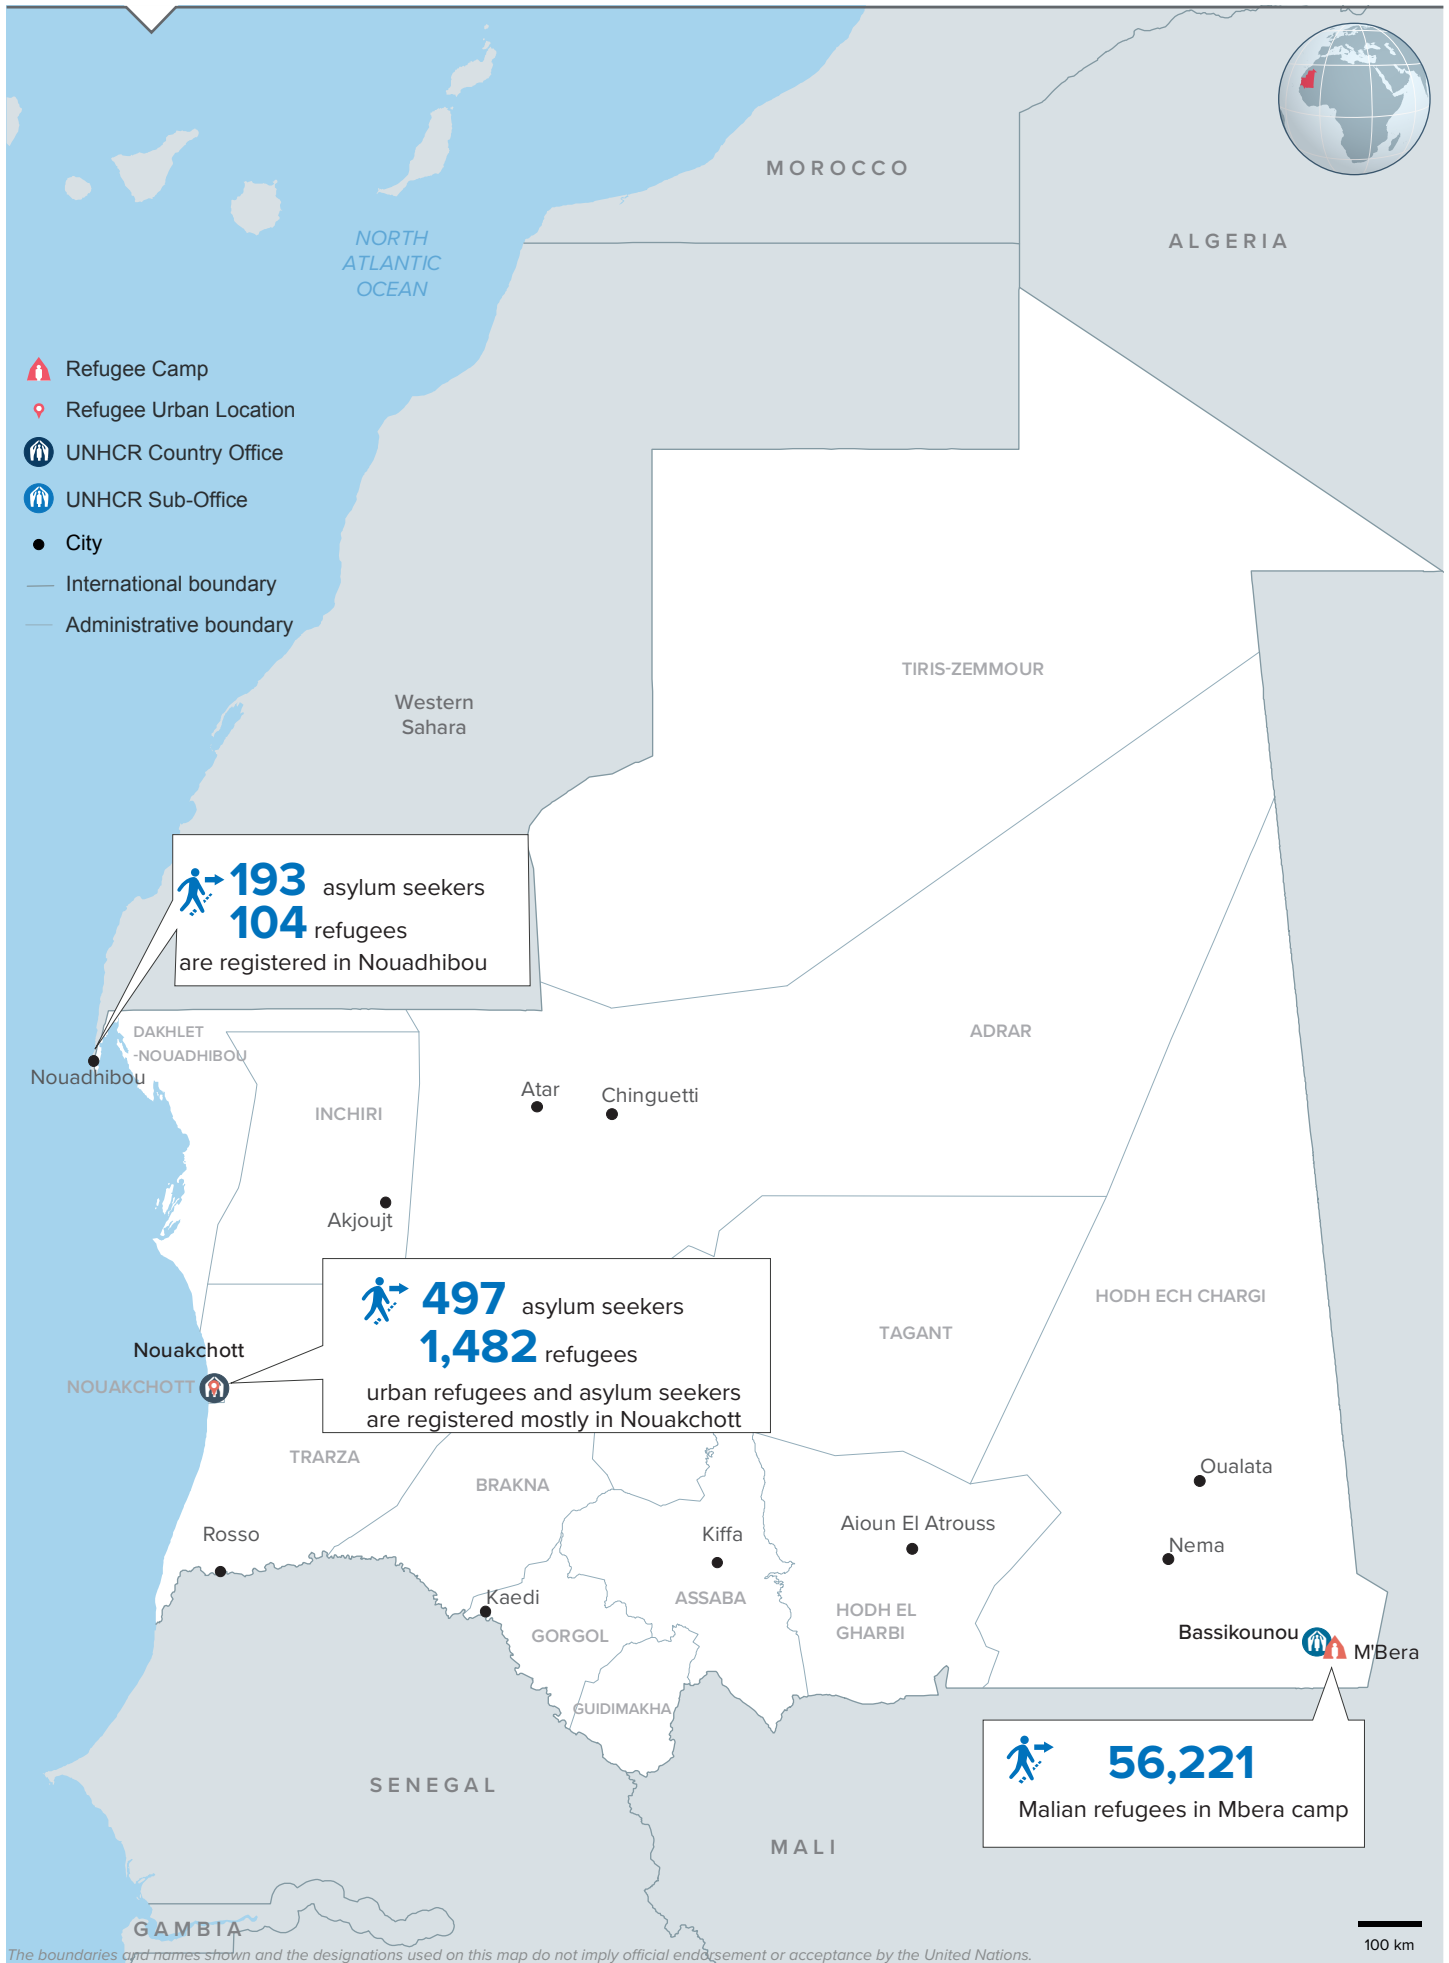 MOROCCO
ALGERIA
NORTH
ATLANTIC
OCEAN
Refugee Camp
Refugee Urban Location
UNHCR Country Office
UNHCR Sub-Office
City
International boundary
Administrative boundary
TIRIS-ZEMMOUR
Western
Sahara
193 asylum seekers
104 refugees
are registered in Nouadhibou
DAKHLET
-NOUADHIBOU
Nouadhibou
ADRAR
Atar
Chinguetti
INCHIRI
Akjoujt
497 asylum seekers
1,482 refugees
urban refugees and asylum seekers
are registered mostly in Nouakchott
HODH ECH CHARGI
TAGANT
Nouakchott
NOUAKCHOTT
TRARZA
BRAKNA
Oualata
Rosso
Kiffa
Aioun El Atrouss
Nema
Kaedi
ASSABA
HODH EL
GHARBI
GORGOL
Bassikounou
M'Bera
GUIDIMAKHA
56,221
Malian refugees in Mbera camp
SENEGAL
MALI
GAMBIA
100 km
The boundaries and names shown and the designations used on this map do not imply official endorsement or acceptance by the United Nations.